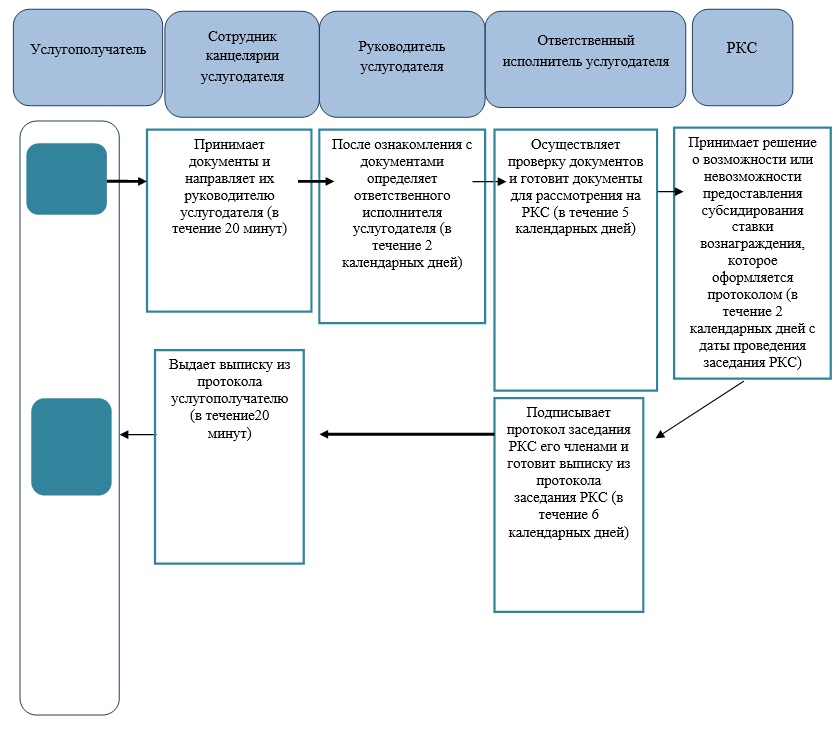 Услугополучатель
Сотрудник
канцелярии
услугодателя
Руководитель
услугодателя
Ответственный
исполнитель услугодателя
РКС
Принимает
документы и
направляет их
руководителю
услугодателя (в
течение 20 минут)
После ознакомления с
документами
определяет
ответственного
исполнителя
услугодателя (в
течение 2
календарных дней)
Осуществляет
проверку документов
и готовит документы
для рассмотрения на
РКС (в течение 5
календарных дней)
Принимает решение
о возможности или
невозможности
предоставления
субсидирования
ставки
вознаграждения,
которое
оформляется
протоколом (в
течение 2
календарных дней с
даты проведения
заседания РКС)
Выдает выписку из
протокола
услугополучателю
(в течение20
минут)
Подписывает
протокол заседания
РКС его членами и
готовит выписку из
протокола
заседания РКС (в
течение 6
календарных дней)